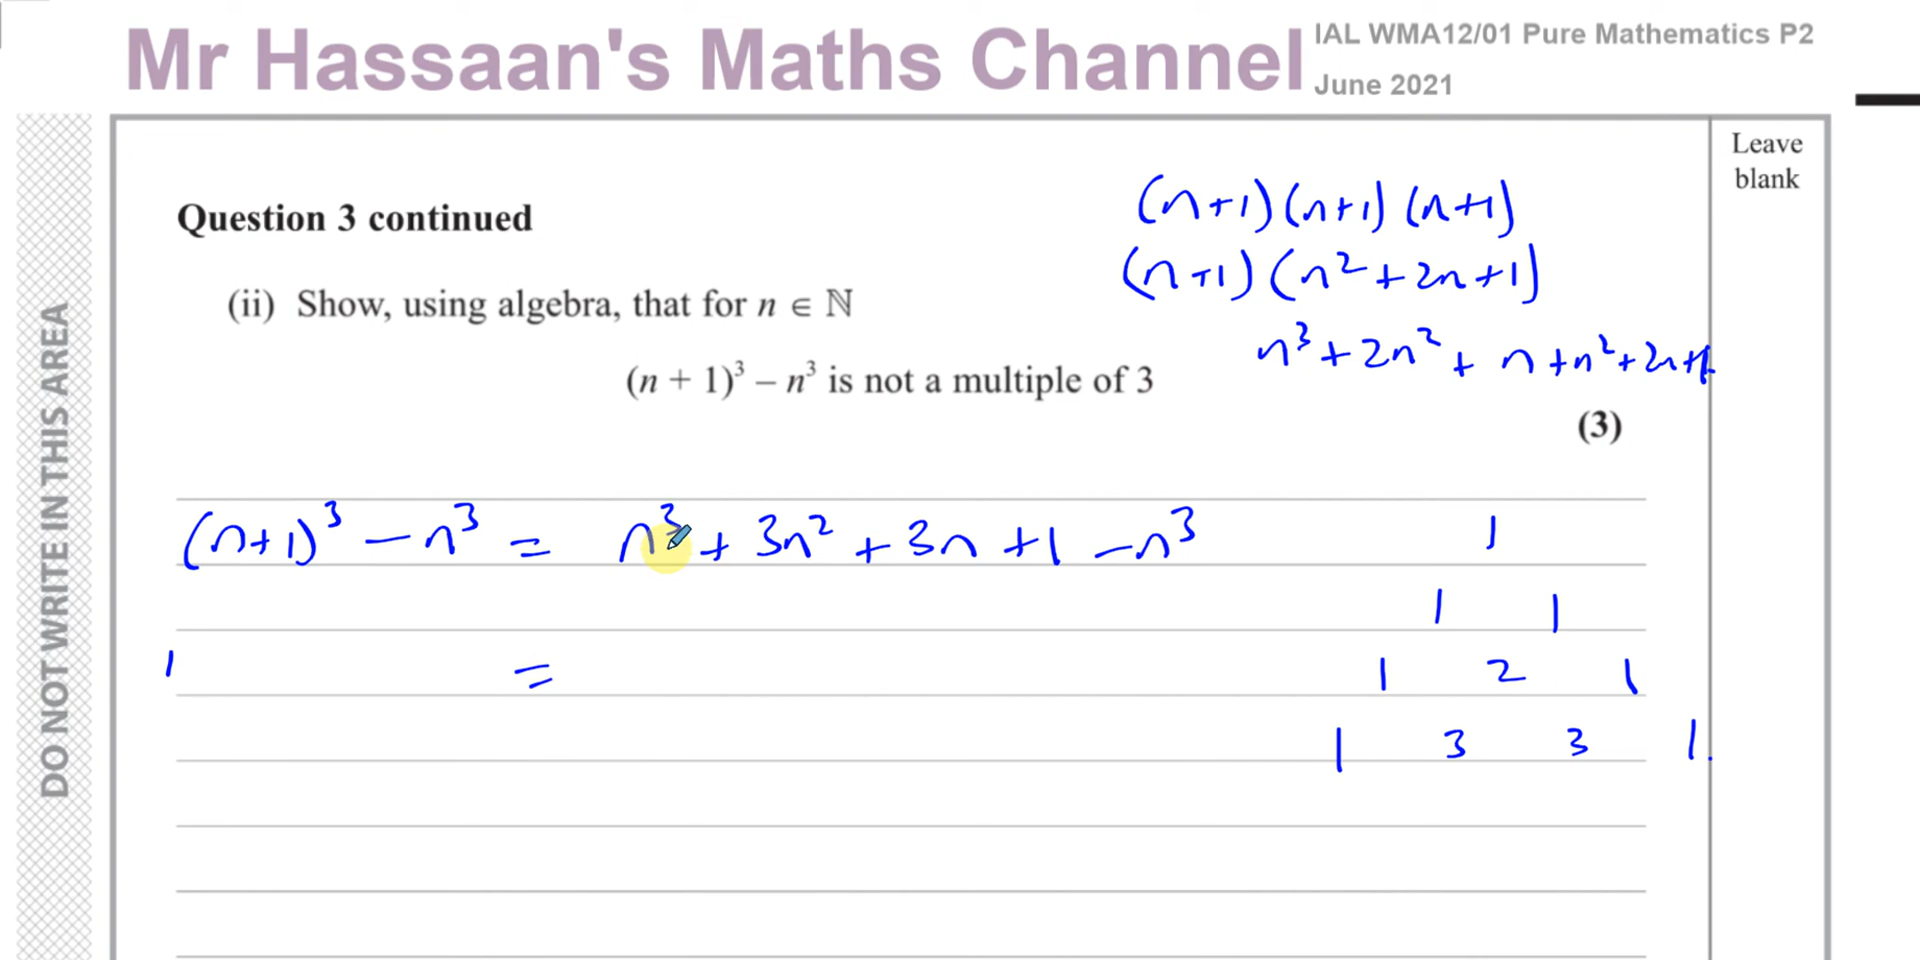 Mr Hassaan's Maths Channel
IAL WMA12/01 Pure Mathematics P2
June 2021
Leave
blank
DO NOT WRITE IN THIS AREA
Question 3 continued
(n+1)(n+1)(n+1)
(n+1)(n²+2n+1)
n³+2n²+n+n²+2n+1
(ii) Show, using algebra, that for n ∈ ℕ
(n + 1)³ – n³ is not a multiple of 3
(3)
(n+1)³ – n³ = n³ + 3n² + 3n + 1 – n³
1
1 1
1 =
1 2 1
1 3 3 1.